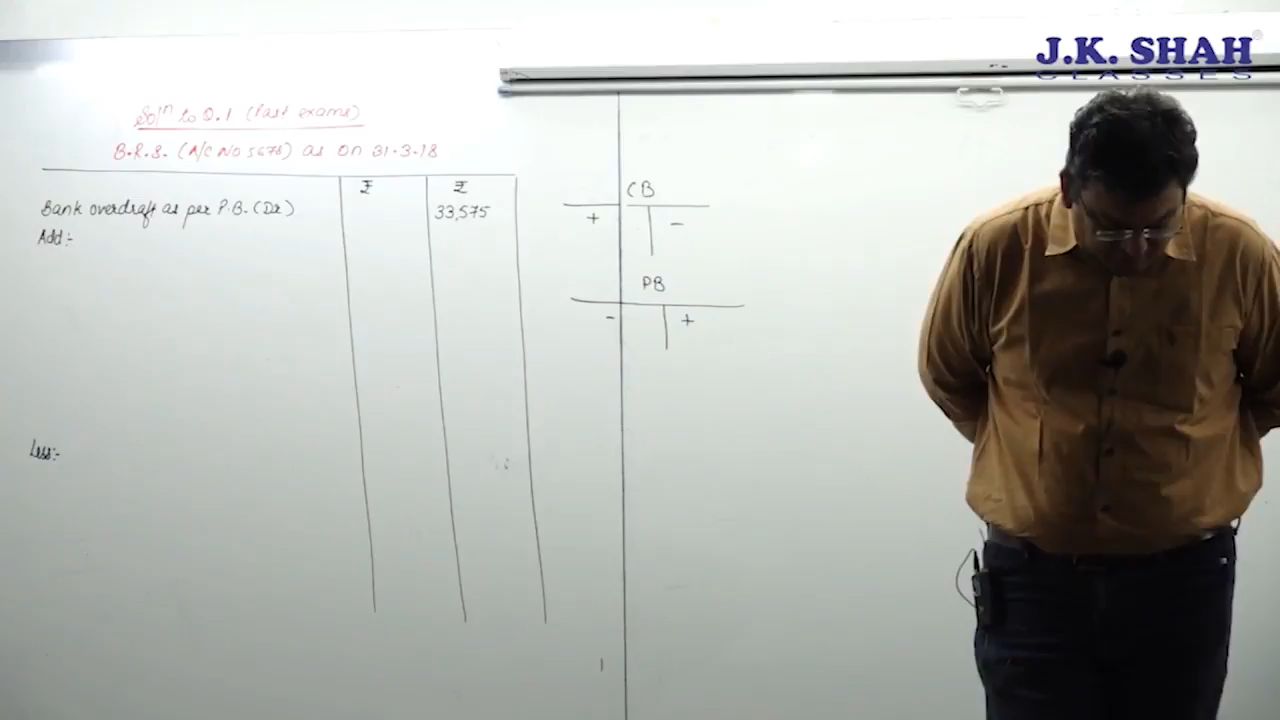 J.K. SHAH
CLASSES
Solⁿ to Q.1 (Past exams)
B.R.S. (A/C No 5678) as on 31.3.18
₹ ₹
Bank overdraft as per P.B. (Dr) 33,575
Add:-
Less:-
CB
+ -
PB
- +